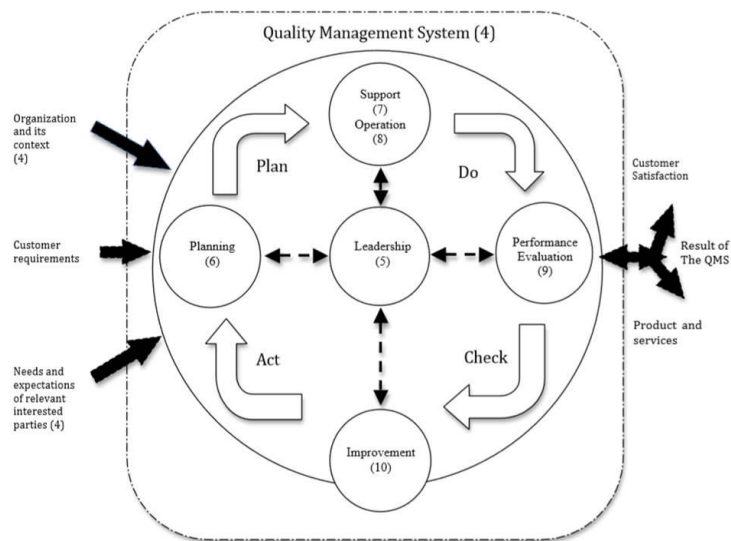 Quality Management System (4)
Support
(7)
Operation
(8)
Organization
and its
context
(4)
Plan
Do
Customer
Satisfaction
Customer
requirements
Planning
(6)
Leadership
(5)
Performance
Evaluation
(9)
Result of
The QMS
Product and
services
Needs and
expectations
of relevant
interested
parties (4)
Act
Check
Improvement
(10)